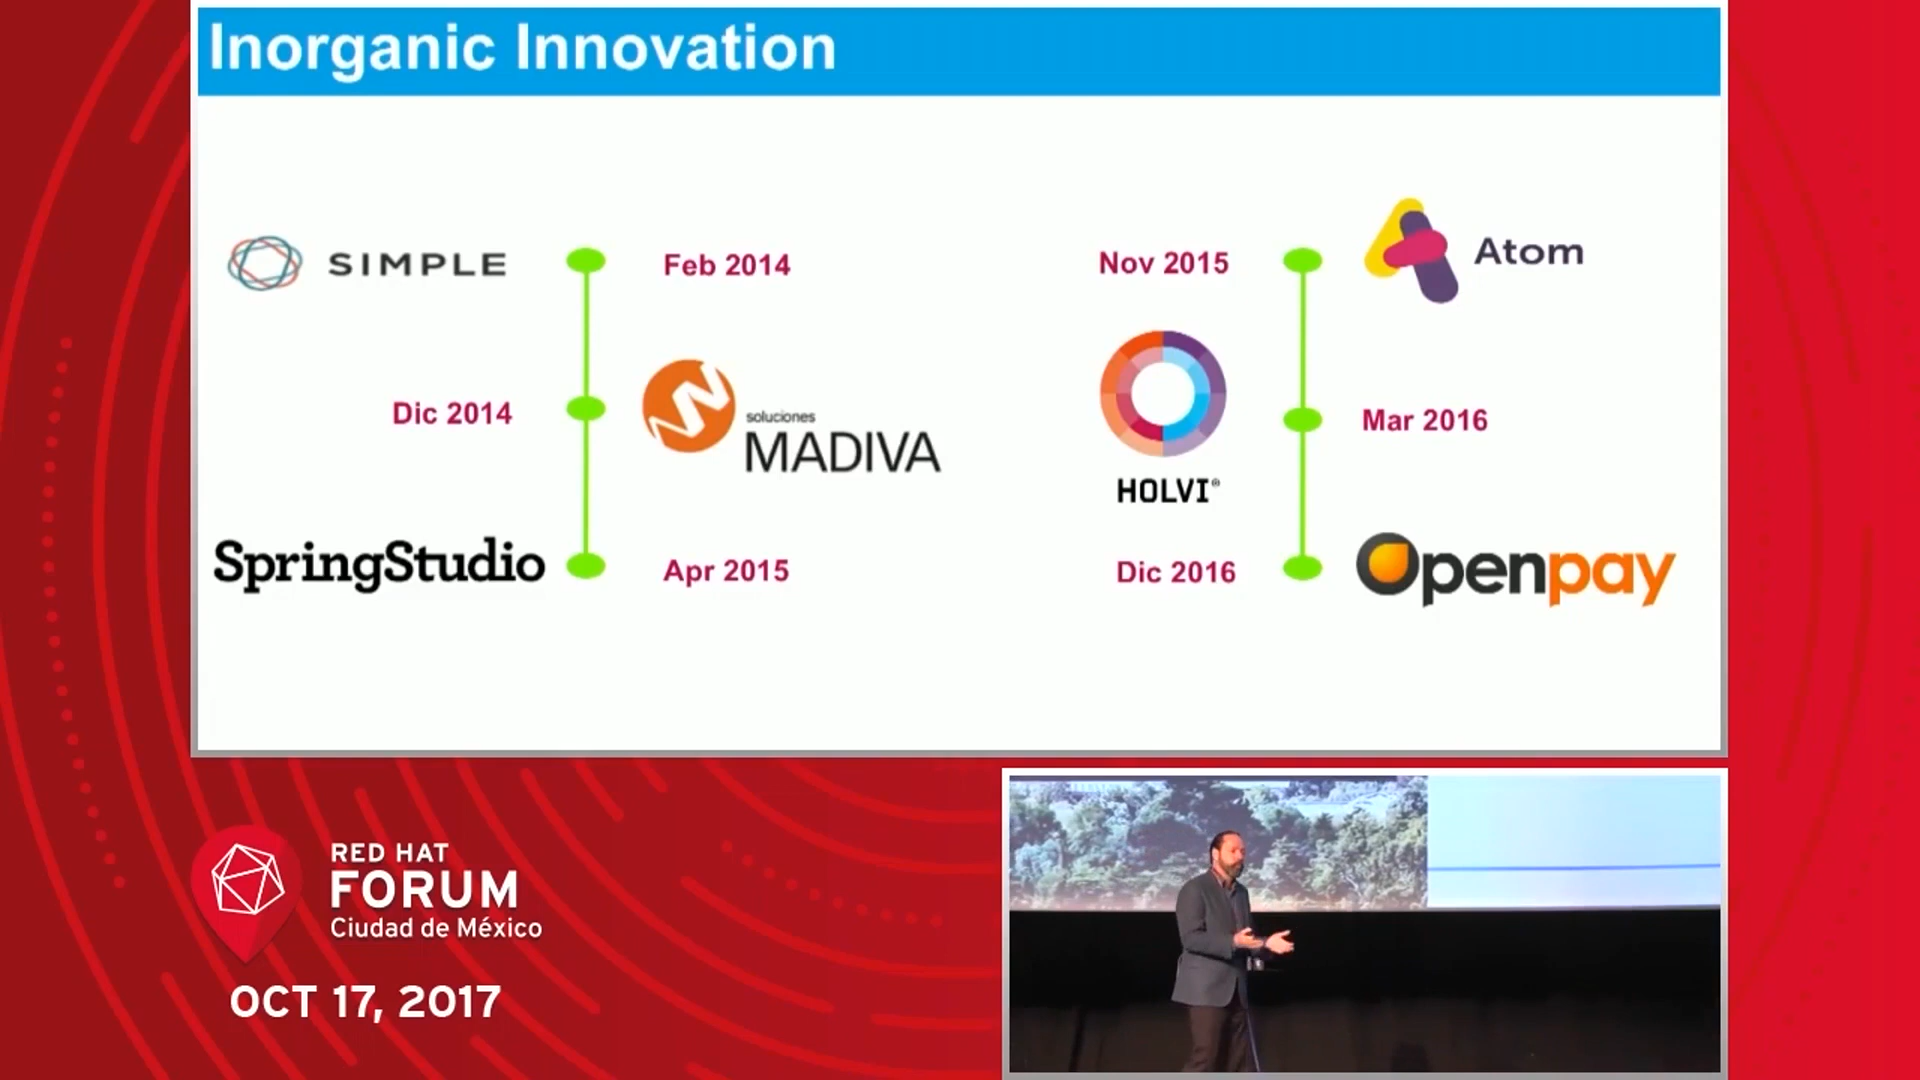 Inorganic Innovation
SIMPLE
Feb 2014
Dic 2014
soluciones
MADIVA
SpringStudio
Apr 2015
Nov 2015
Atom
HOLVI®
Mar 2016
Dic 2016
Openpay
RED HAT
FORUM
Ciudad de México
OCT 17, 2017